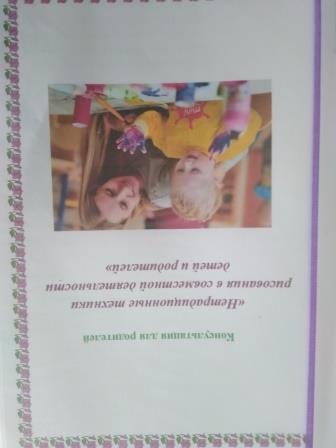 Консультация для родителей
«Нетрадиционные техники
рисования в совместной деятельности
детей и родителей»